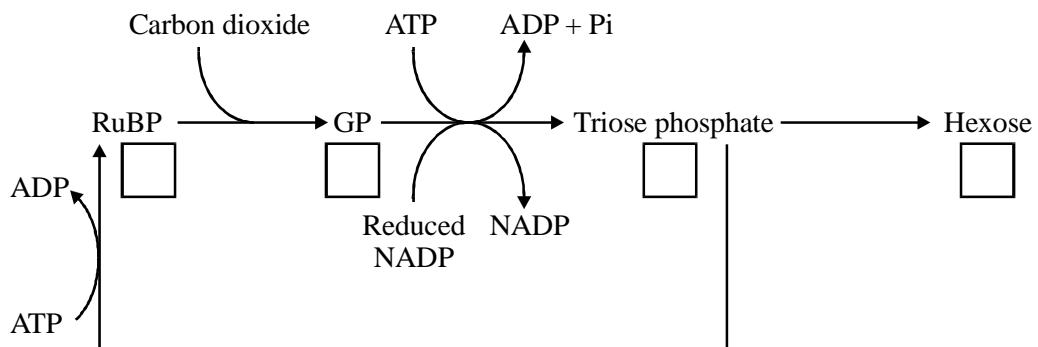 Carbon dioxide
ATP
ADP + Pi
RuBP
GP
Triose phosphate
Hexose
ADP
Reduced
NADP
NADP
ATP